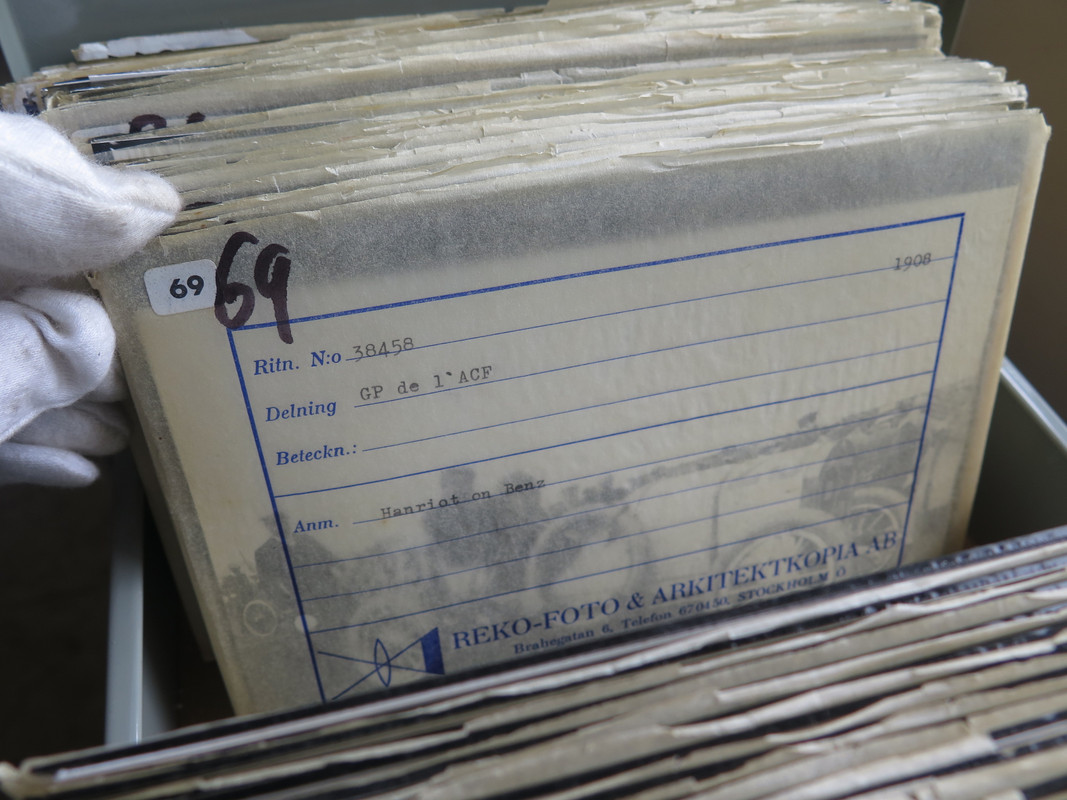 69 69
1908
Ritn. N:o 38458
Delning GP de l'ACF
Beteckn.:
Anm. Hanriot on Benz
REKO-FOTO & ARKITEKTKOPIA AB
Brahegatan 6, Telefon 670450, STOCKHOLM Ö